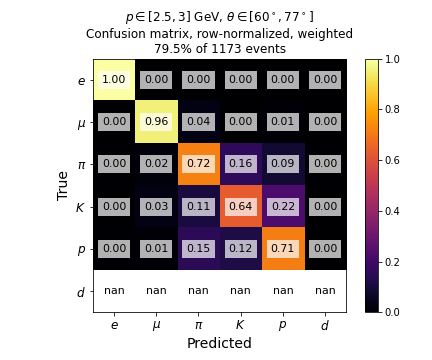 p ∈ [2.5, 3] GeV, θ ∈ [60°, 77°]
Confusion matrix, row-normalized, weighted
79.5% of 1173 events
e 1.00 0.00 0.00 0.00 0.00 0.00
μ 0.00 0.96 0.04 0.00 0.01 0.00
π 0.00 0.02 0.72 0.16 0.09 0.00
K 0.00 0.03 0.11 0.64 0.22 0.00
p 0.00 0.01 0.15 0.12 0.71 0.00
d nan nan nan nan nan nan
e μ π K p d
Predicted
True
1.0
0.8
0.6
0.4
0.2
0.0